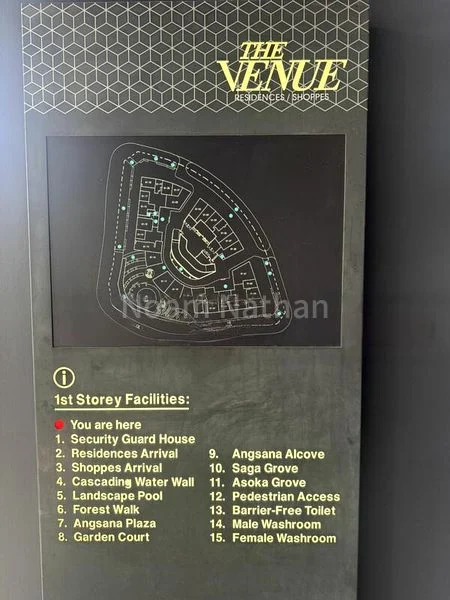 THE
VENUE
RESIDENCES / SHOPPES
Noam Nathan
1st Storey Facilities:
You are here
1. Security Guard House
2. Residences Arrival
3. Shoppes Arrival
4. Cascading Water Wall
5. Landscape Pool
6. Forest Walk
7. Angsana Plaza
8. Garden Court
9. Angsana Alcove
10. Saga Grove
11. Asoka Grove
12. Pedestrian Access
13. Barrier-Free Toilet
14. Male Washroom
15. Female Washroom